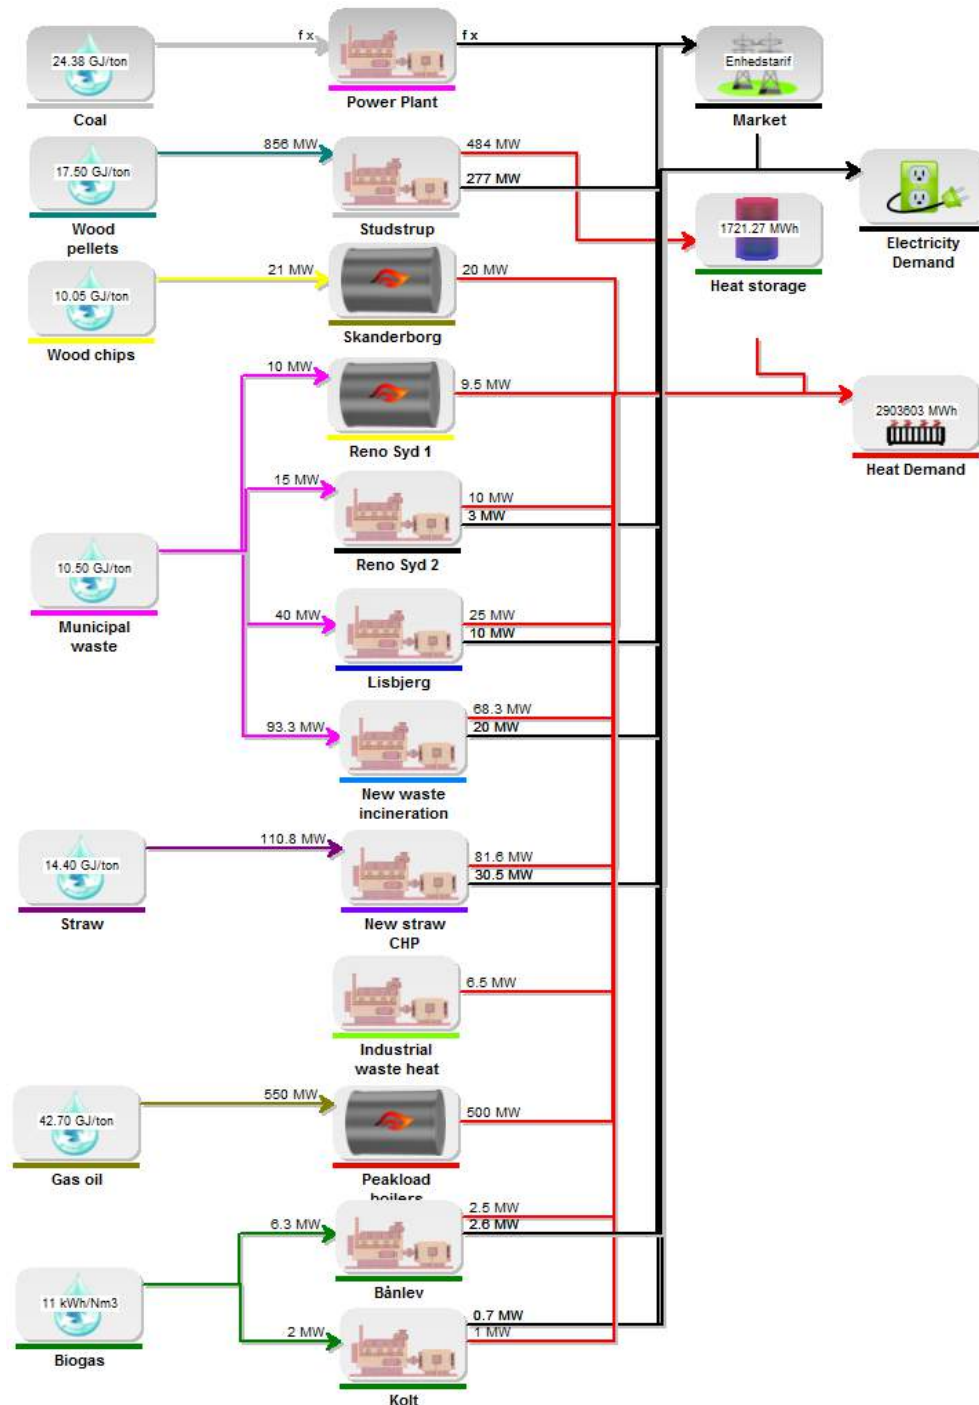 f x
f x
24.38 GJ/ton
Enhedstarif
Coal
Power Plant
Market
856 MW
484 MW
17.50 GJ/ton
277 MW
Wood
pellets
Studstrup
1721.27 MWh
Electricity
Demand
21 MW
20 MW
10.05 GJ/ton
Heat storage
Wood chips
Skanderborg
10 MW
9.5 MW
2903603 MWh
Reno Syd 1
Heat Demand
15 MW
10 MW
3 MW
10.50 GJ/ton
Reno Syd 2
Municipal
waste
40 MW
25 MW
10 MW
Lisbjerg
93.3 MW
68.3 MW
20 MW
New waste
incineration
110.8 MW
81.6 MW
14.40 GJ/ton
30.5 MW
Straw
New straw
CHP
6.5 MW
Industrial
waste heat
550 MW
500 MW
42.70 GJ/ton
Gas oil
Peakload
boilers
6.3 MW
2.5 MW
2.6 MW
Bånlev
11 kWh/Nm3
0.7 MW
2 MW
1 MW
Biogas
Kolt